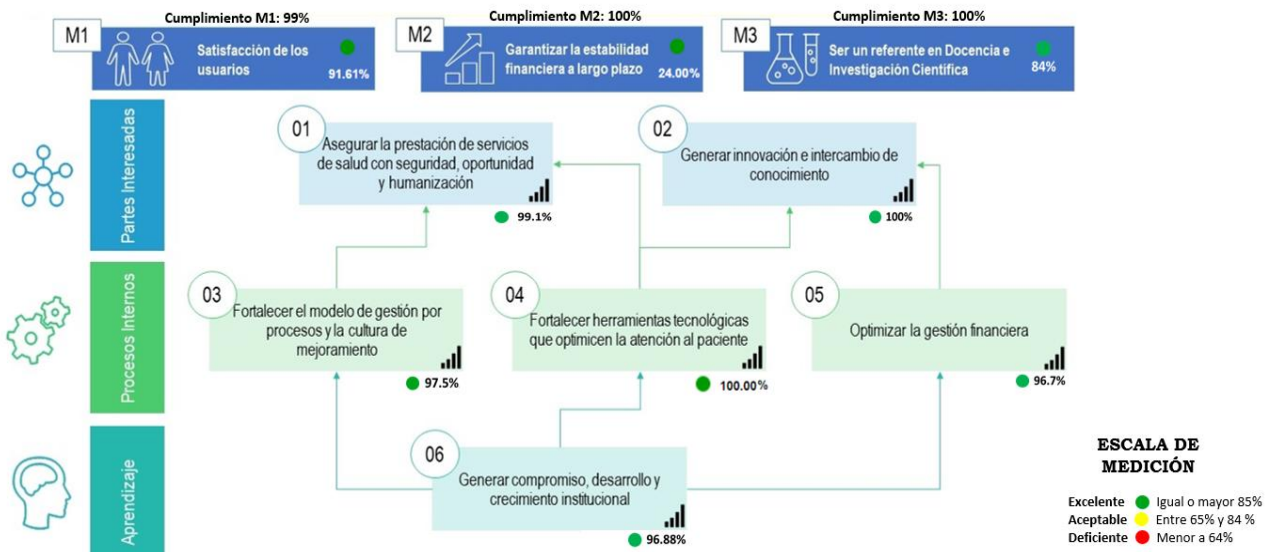 Cumplimiento M1: 99%
M1
Satisfacción de los
usuarios
91.61%
Cumplimiento M2: 100%
M2
Garantizar la estabilidad
financiera a largo plazo
24.00%
Cumplimiento M3: 100%
M3
Ser un referente en Docencia e
Investigación Científica
84%
Partes Interesadas
01
Asegurar la prestación de servicios
de salud con seguridad, oportunidad
y humanización
99.1%
02
Generar innovación e intercambio de
conocimiento
100%
Procesos Internos
03
Fortalecer el modelo de gestión por
procesos y la cultura de
mejoramiento
97.5%
04
Fortalecer herramientas tecnológicas
que optimicen la atención al paciente
100.00%
05
Optimizar la gestión financiera
96.7%
Aprendizaje
06
Generar compromiso, desarrollo y
crecimiento institucional
96.88%
ESCALA DE
MEDICIÓN
Excelente Igual o mayor 85%
Aceptable Entre 65% y 84 %
Deficiente Menor a 64%